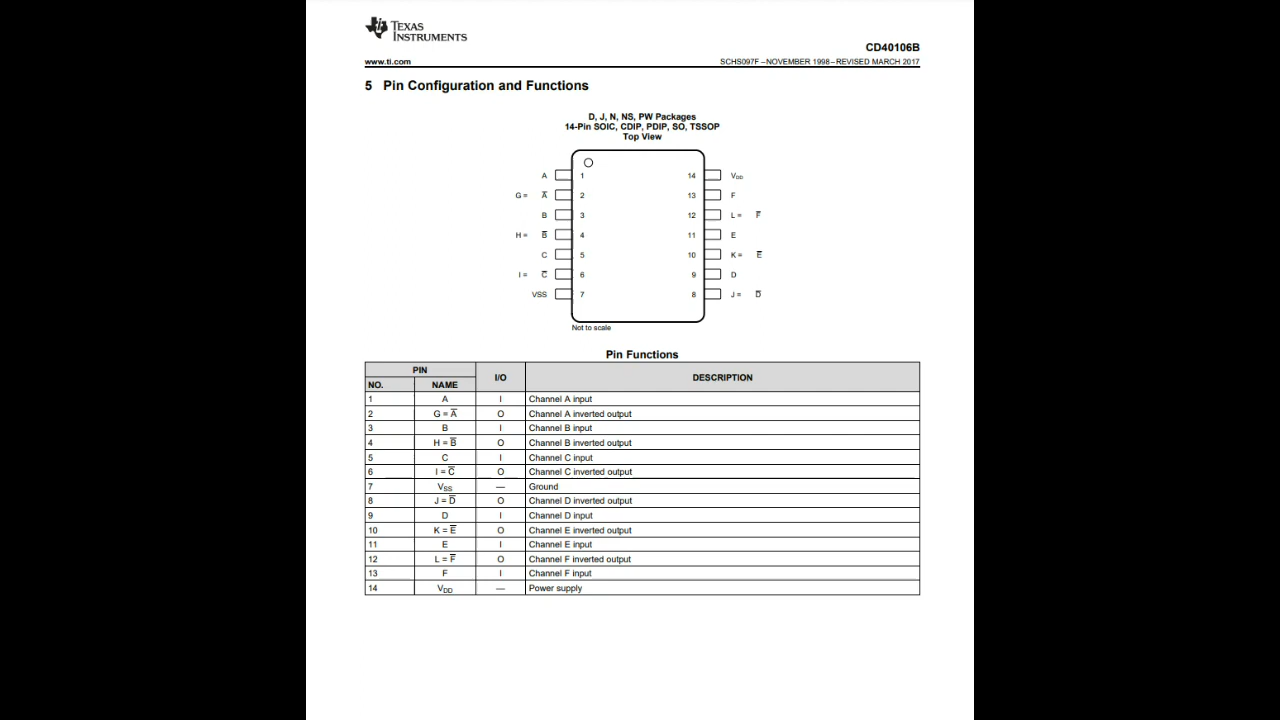 TEXAS
INSTRUMENTS
CD40106B
www.ti.com
SCHS097F –NOVEMBER 1998–REVISED MARCH 2017
5 Pin Configuration and Functions
D, J, N, NS, PW Packages
14-Pin SOIC, CDIP, PDIP, SO, TSSOP
Top View
A 1 14 VDD
G = A̅ 2 13 F
B 3 12 L = F̅
H = B̅ 4 11 E
C 5 10 K = E̅
I = C̅ 6 9 D
VSS 7 8 J = D̅
Not to scale
Pin Functions
PIN
I/O DESCRIPTION
NO. NAME
1 A I Channel A input
2 G = A̅ O Channel A inverted output
3 B I Channel B input
4 H = B̅ O Channel B inverted output
5 C I Channel C input
6 I = C̅ O Channel C inverted output
7 VSS — Ground
8 J = D̅ O Channel D inverted output
9 D I Channel D input
10 K = E̅ O Channel E inverted output
11 E I Channel E input
12 L = F̅ O Channel F inverted output
13 F I Channel F input
14 VDD — Power supply